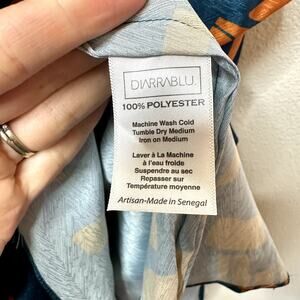 DIARRABLU
100% POLYESTER
Machine Wash Cold
Tumble Dry Medium
Iron on Medium
Laver à La Machine
à l'eau froide
Suspendre au sec
Repasser sur
Température moyenne
Artisan-Made in Senegal